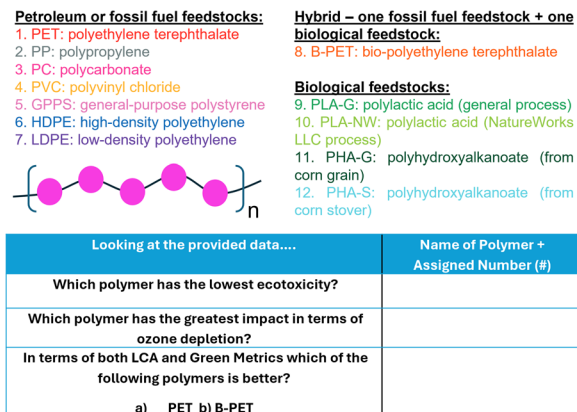 Petroleum or fossil fuel feedstocks:
1. PET: polyethylene terephthalate
2. PP: polypropylene
3. PC: polycarbonate
4. PVC: polyvinyl chloride
5. GPPS: general-purpose polystyrene
6. HDPE: high-density polyethylene
7. LDPE: low-density polyethylene
n
Hybrid – one fossil fuel feedstock + one
biological feedstock:
8. B-PET: bio-polyethylene terephthalate
Biological feedstocks:
9. PLA-G: polylactic acid (general process)
10. PLA-NW: polylactic acid (NatureWorks
LLC process)
11. PHA-G: polyhydroxyalkanoate (from
corn grain)
12. PHA-S: polyhydroxyalkanoate (from
corn stover)
Looking at the provided data....
Name of Polymer +
Assigned Number (#)
Which polymer has the lowest ecotoxicity?
Which polymer has the greatest impact in terms of
ozone depletion?
In terms of both LCA and Green Metrics which of the
following polymers is better?
a) PET b) B-PET